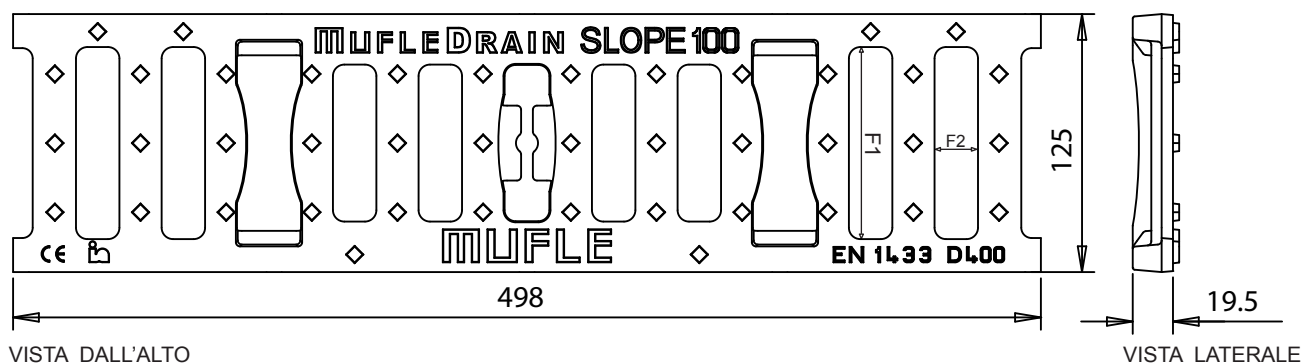 MUFLEDRAIN SLOPE 100
F1
F2
125
MUFLE
CE
EN 1433 D400
498
19.5
VISTA DALL'ALTO
VISTA LATERALE